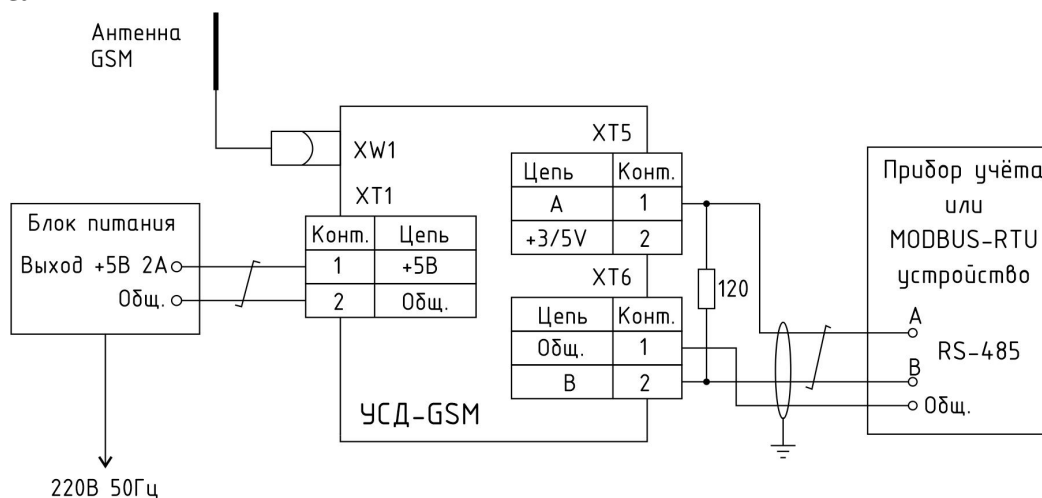 Антенна
GSM
XW1
XT5
Цепь Конт.
A 1
+3/5V 2
XT1
Конт. Цепь
1 +5В
2 Общ.
Блок питания
Выход +5В 2А
Общ.
XT6
Цепь Конт.
Общ. 1
B 2
120
УСД-GSM
Прибор учёта
или
MODBUS-RTU
устройство
A
RS-485
B
Общ.
220В 50Гц